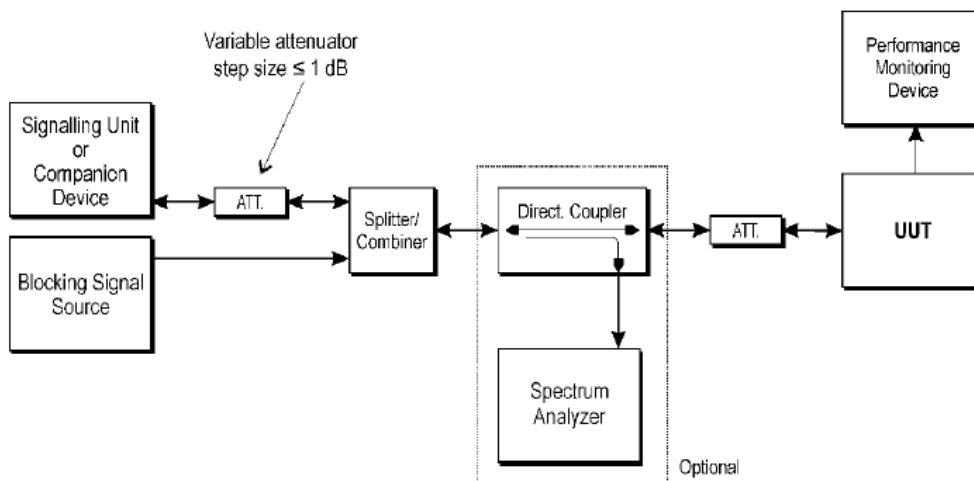 Variable attenuator
step size ≤ 1 dB
Performance
Monitoring
Device
Signalling Unit
or
Companion
Device
ATT.
Splitter/
Combiner
Direct. Coupler
ATT.
UUT
Blocking Signal
Source
Spectrum
Analyzer
Optional